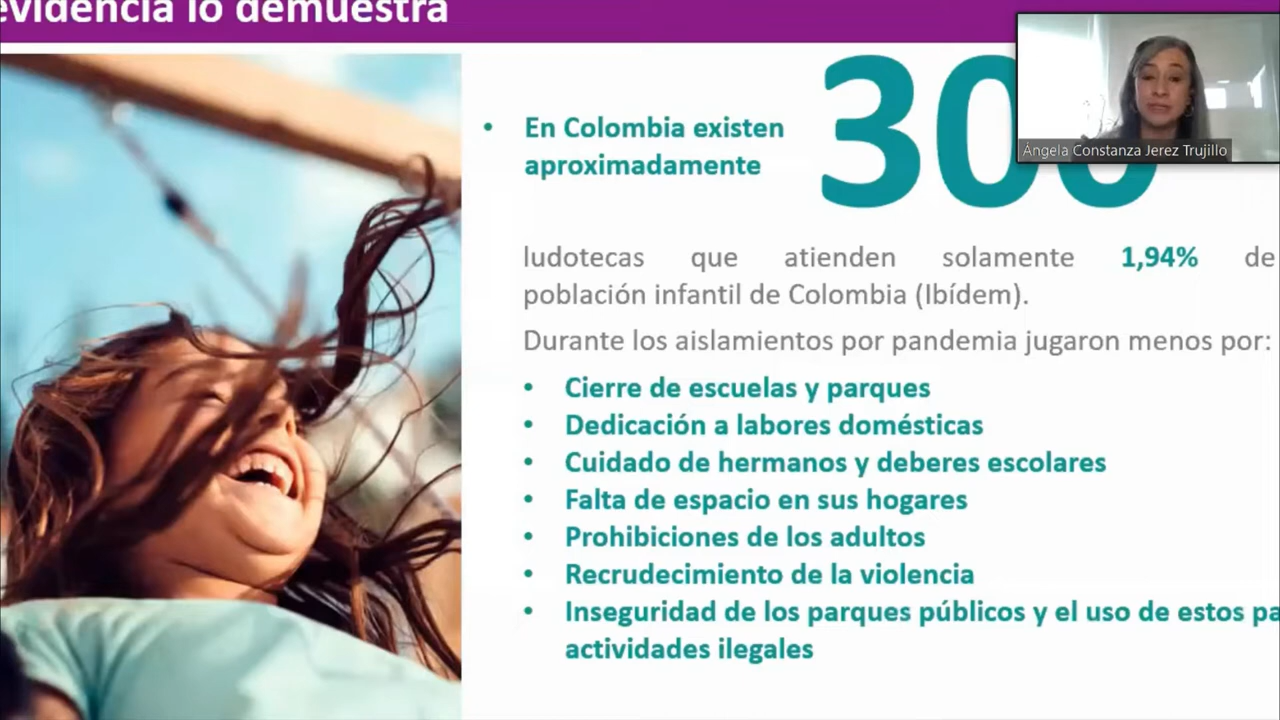 evidencia lo demuestra
Ángela Constanza Jerez Trujillo
• En Colombia existen
aproximadamente
300
ludotecas que atienden solamente 1,94% de
población infantil de Colombia (Ibídem).
Durante los aislamientos por pandemia jugaron menos por:
• Cierre de escuelas y parques
• Dedicación a labores domésticas
• Cuidado de hermanos y deberes escolares
• Falta de espacio en sus hogares
• Prohibiciones de los adultos
• Recrudecimiento de la violencia
• Inseguridad de los parques públicos y el uso de estos pa
actividades ilegales